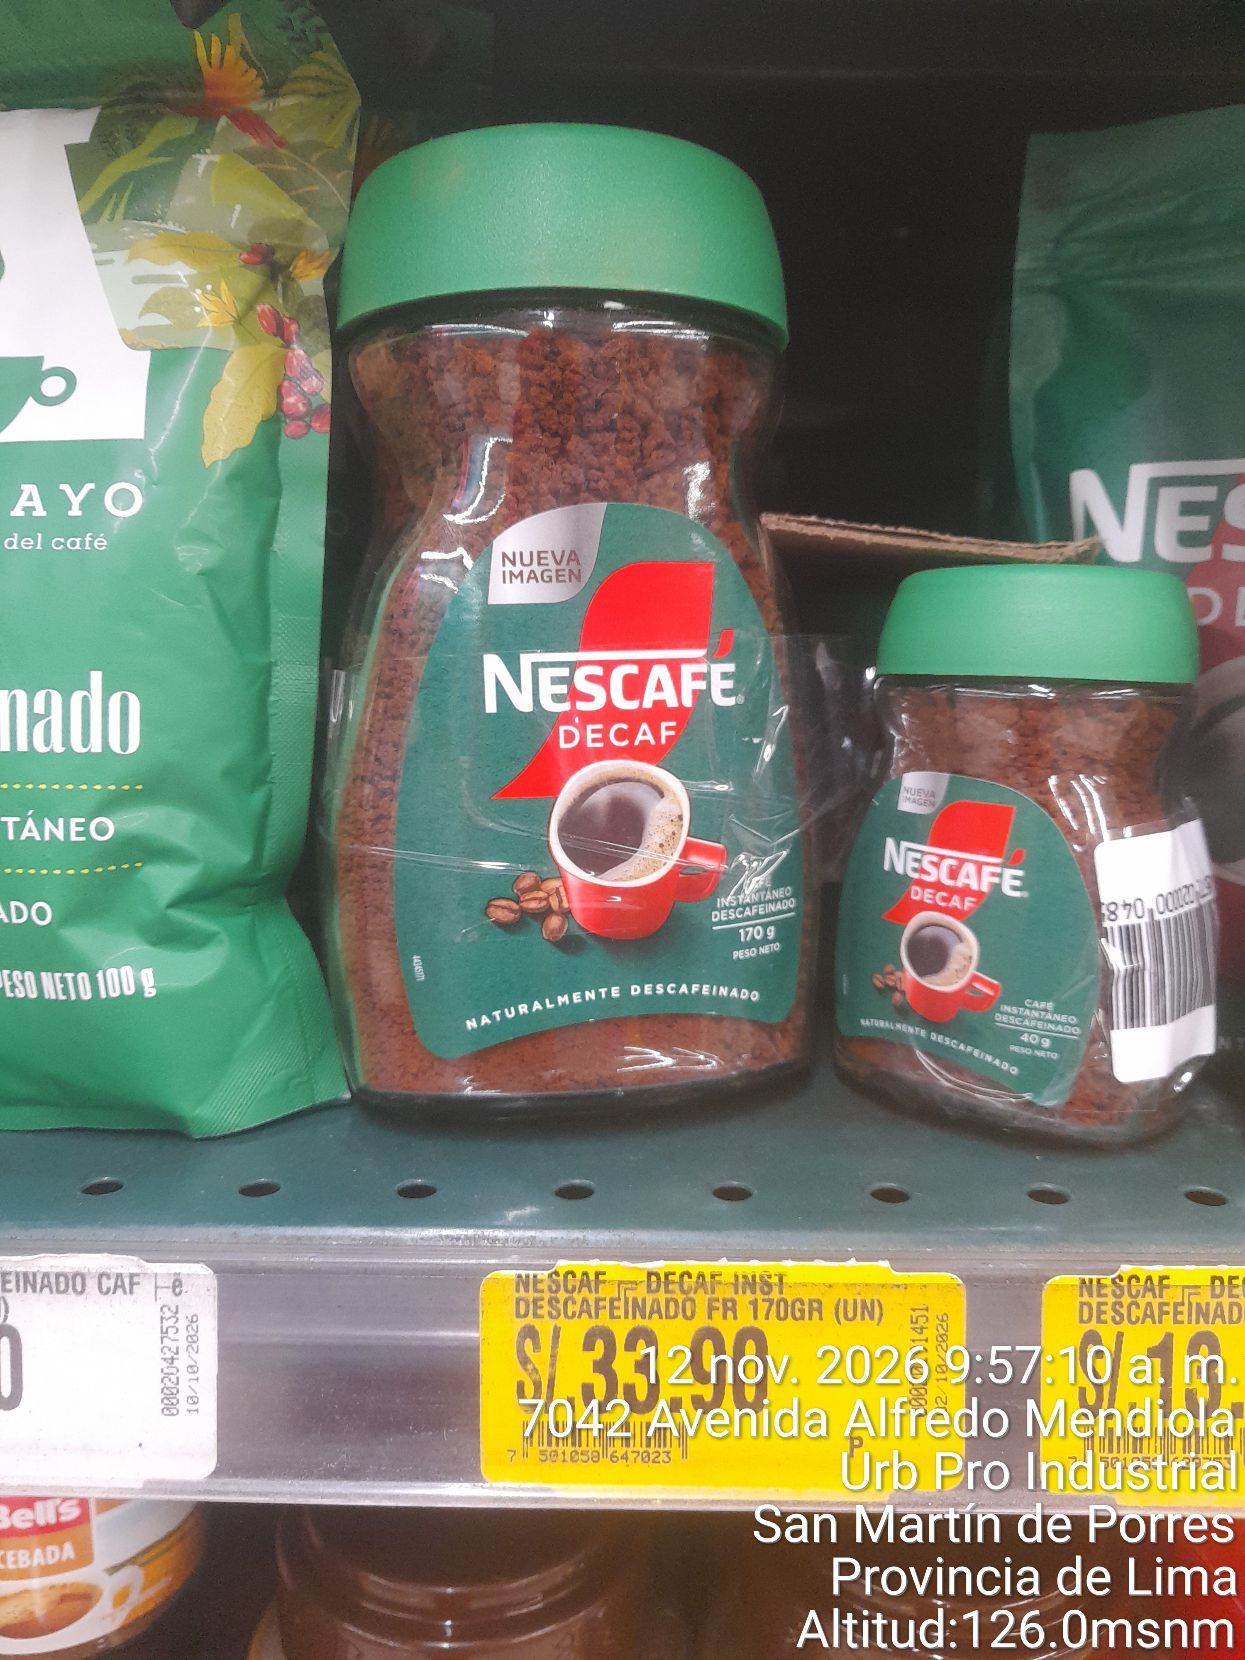 AYO
del café
nado
TÁNEO
ADO
PESO NETO 100 g
NUEVA
IMAGEN
NESCAFÉ
DECAF
CAFÉ
INSTANTÁNEO
DESCAFEINADO
170 g
PESO NETO
NATURALMENTE DESCAFEINADO
NUEVA
IMAGEN
NESCAFÉ
DECAF
CAFÉ
INSTANTÁNEO
DESCAFEINADO
40 g
PESO NETO
NATURALMENTE DESCAFEINADO
NES
DE
EINADO CAF
00020427532
10/10/2026
NESCAF DECAF INST
DESCAFEINADO FR 170GR (UN)
S/.33.90
7 501058 647023
P
NESCAF DE
DESCAFEINAD
S/.13.
Bell's
CEBADA
12 nov. 2026 9:57:10 a. m.
7042 Avenida Alfredo Mendiola
Urb Pro Industrial
San Martín de Porres
Provincia de Lima
Altitud:126.0msnm